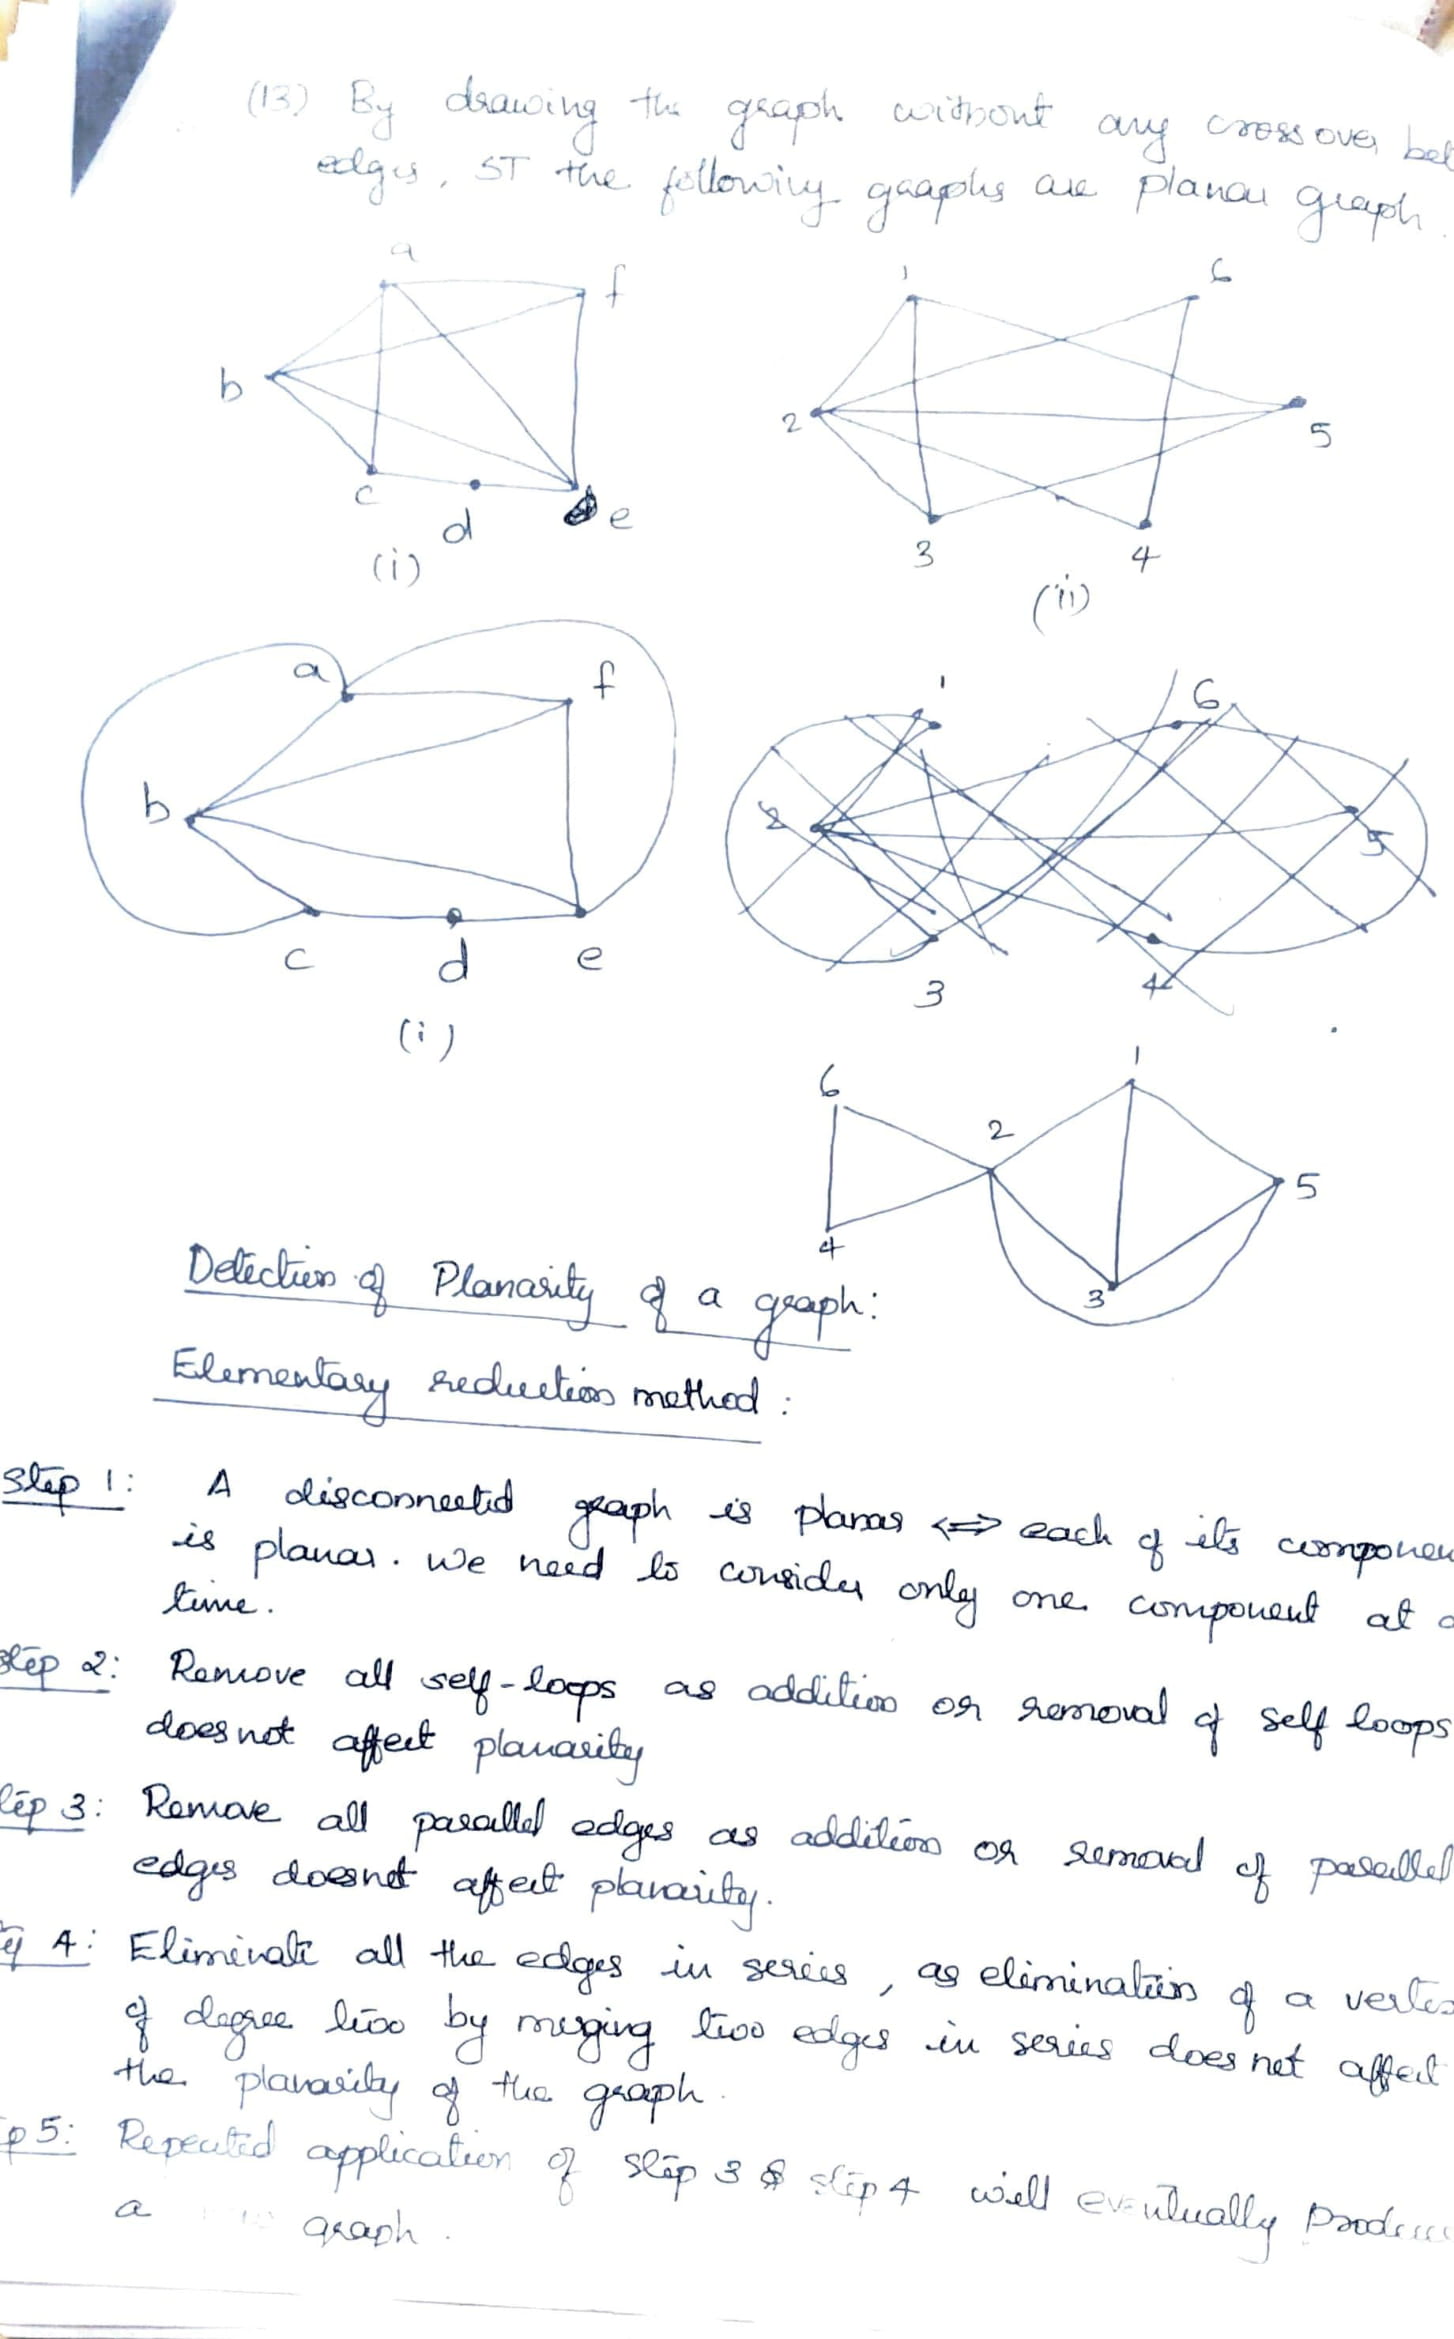 (13) By drawing the graph without any crossover bet
edges, ST the following graphs are planar graph.
a
f
b
c
d
e
(i)
1
6
2
5
3
4
(ii)
a
f
b
c
d
e
(i)
1
6
2
5
3
4
6
1
2
5
4
3
Detection of Planarity of a graph:
Elementary reduction method :
Step 1: A disconnected graph is planar <=> each of its componen
is planar. We need to consider only one component at a
time.
Step 2: Remove all self-loops as addition or removal of self loops
does not affect planarity
tep 3: Remove all parallel edges as addition or removal of parallel
edges doesnot affect planarity.
4: Eliminate all the edges in series, as elimination of a vertex
of degree two by merging two edges in series does not affect
the planarity of the graph.
p 5: Repeated application of step 3 & step 4 will eventually produce
a graph.